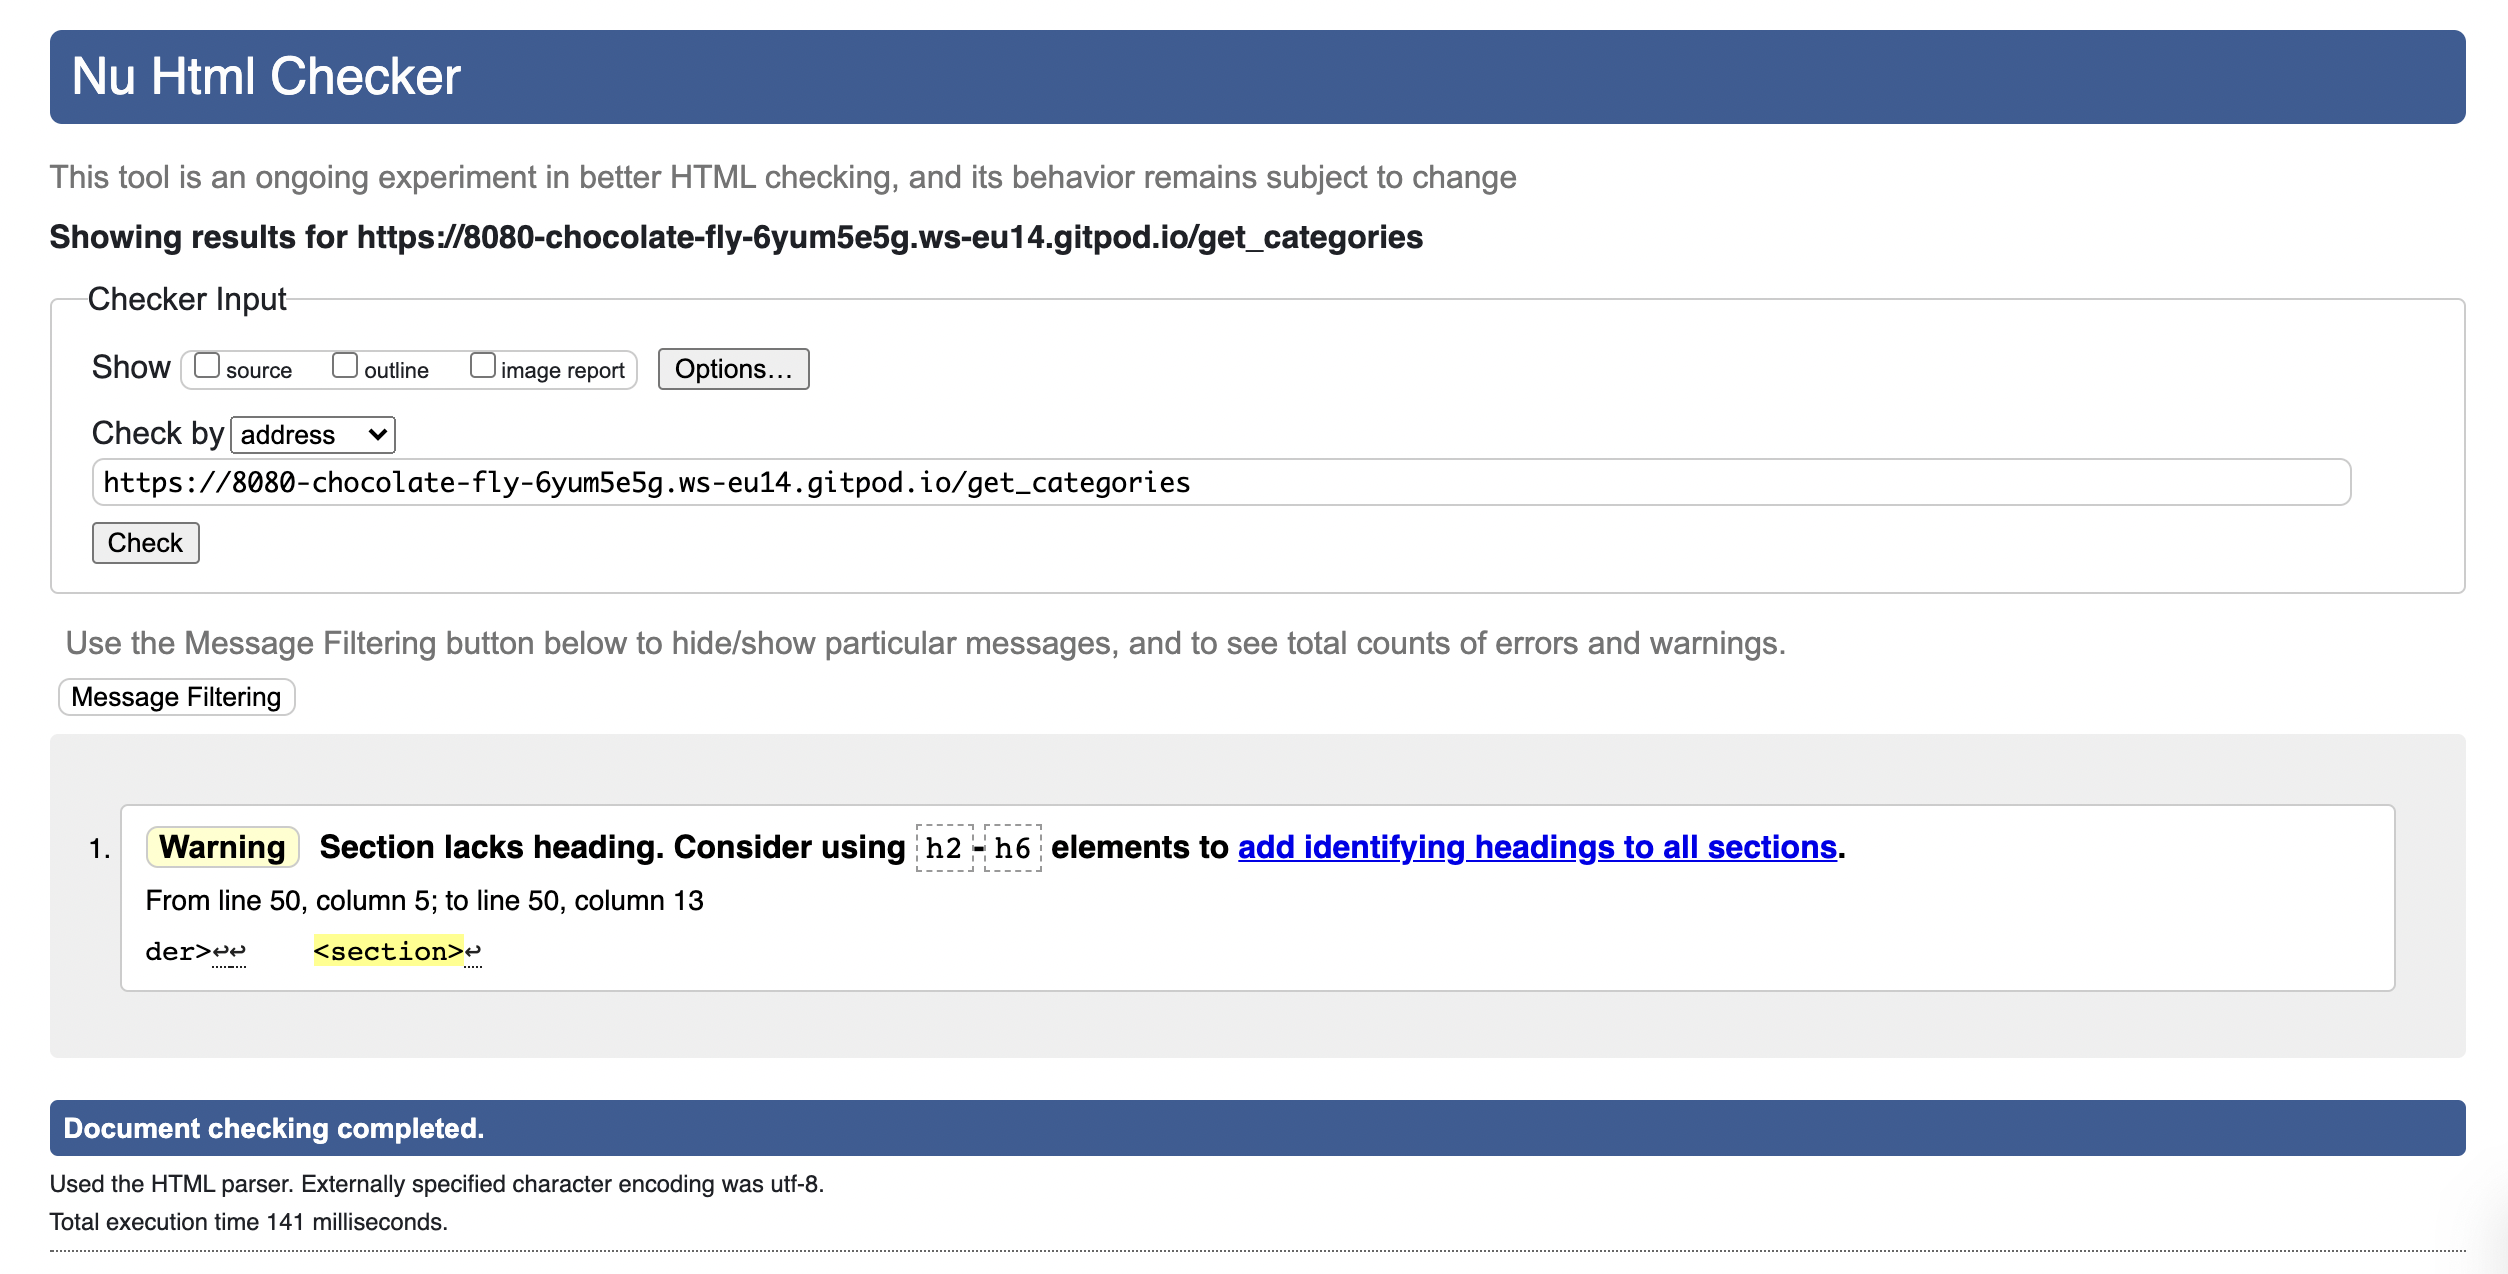 Nu Html Checker
This tool is an ongoing experiment in better HTML checking, and its behavior remains subject to change
Showing results for https://8080-chocolate-fly-6yum5e5g.ws-eu14.gitpod.io/get_categories
Checker Input
Show source outline image report Options...
Check by address
https://8080-chocolate-fly-6yum5e5g.ws-eu14.gitpod.io/get_categories
Check
Use the Message Filtering button below to hide/show particular messages, and to see total counts of errors and warnings.
Message Filtering
1. Warning Section lacks heading. Consider using h2-h6 elements to add identifying headings to all sections.
From line 50, column 5; to line 50, column 13
der>↩↩ <section>↩
Document checking completed.
Used the HTML parser. Externally specified character encoding was utf-8.
Total execution time 141 milliseconds.